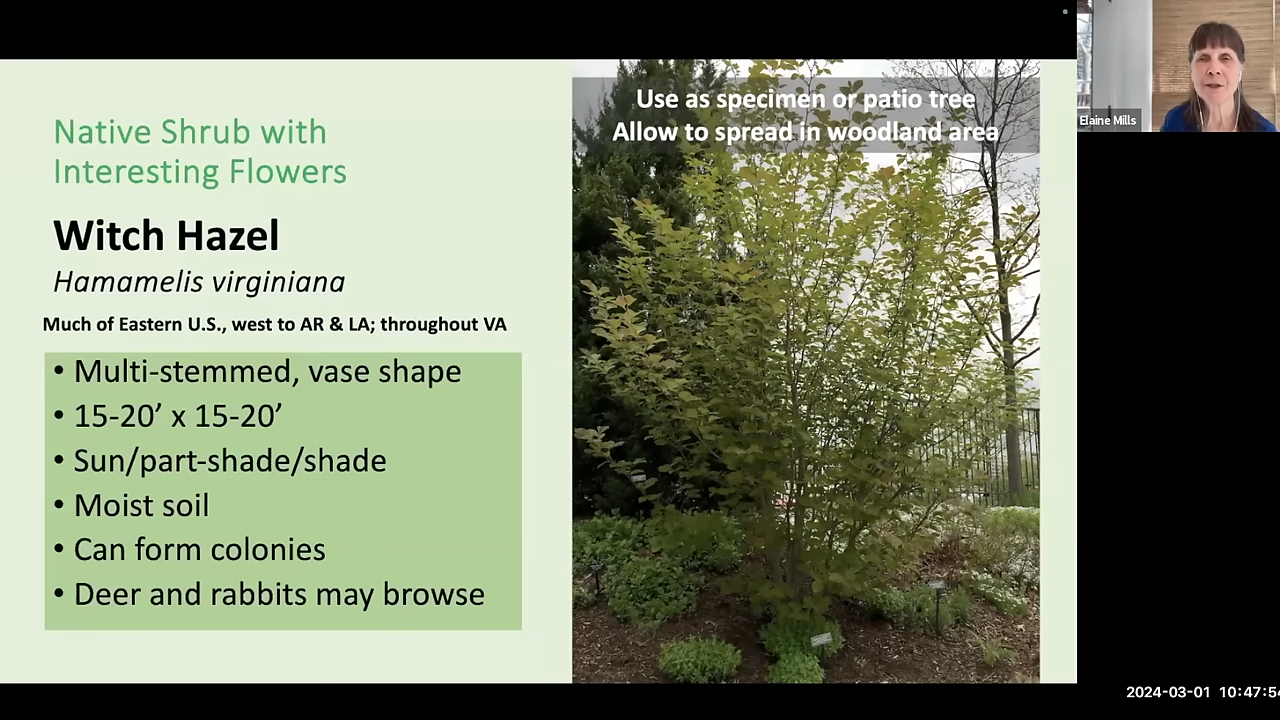 Native Shrub with
Interesting Flowers
Witch Hazel
Hamamelis virginiana
Much of Eastern U.S., west to AR & LA; throughout VA
• Multi-stemmed, vase shape
• 15-20’ x 15-20’
• Sun/part-shade/shade
• Moist soil
• Can form colonies
• Deer and rabbits may browse
Use as specimen or patio tree
Allow to spread in woodland area
Elaine Mills
2024-03-01 10:47:54